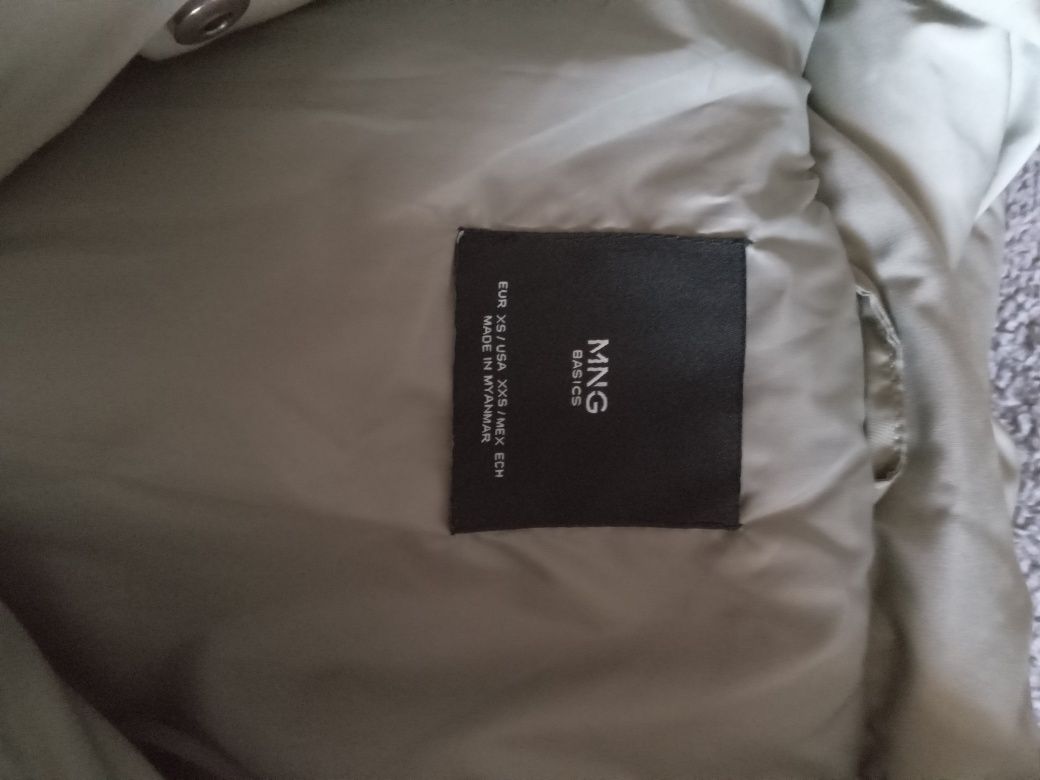 MNG
BASICS
EUR XS / USA XXS / MEX ECH
MADE IN MYANMAR